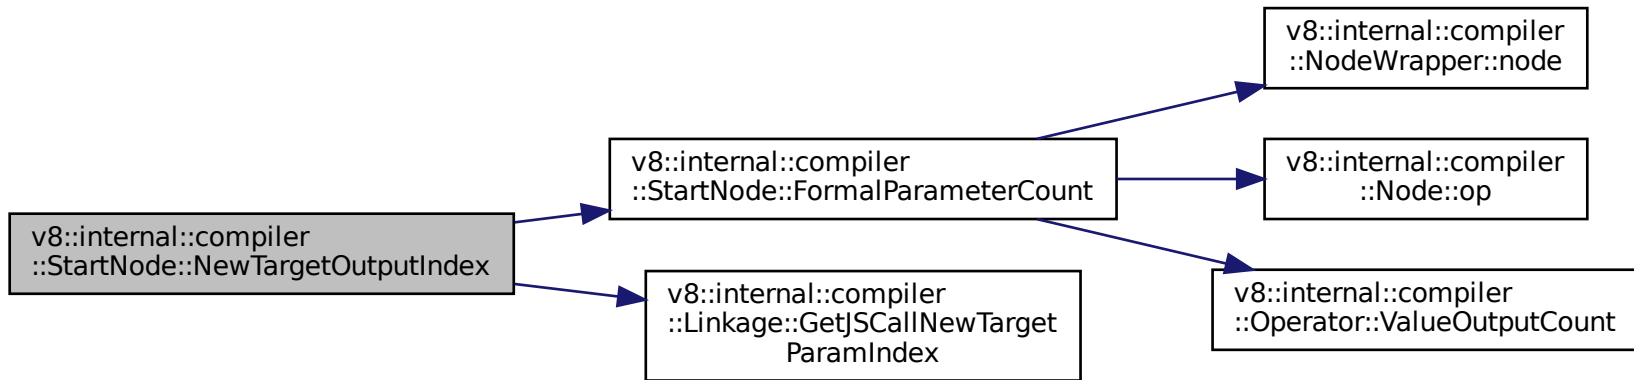 v8::internal::compiler
::StartNode::NewTargetOutputIndex
v8::internal::compiler
::StartNode::FormalParameterCount
v8::internal::compiler
::Linkage::GetJSCallNewTarget
ParamIndex
v8::internal::compiler
::NodeWrapper::node
v8::internal::compiler
::Node::op
v8::internal::compiler
::Operator::ValueOutputCount